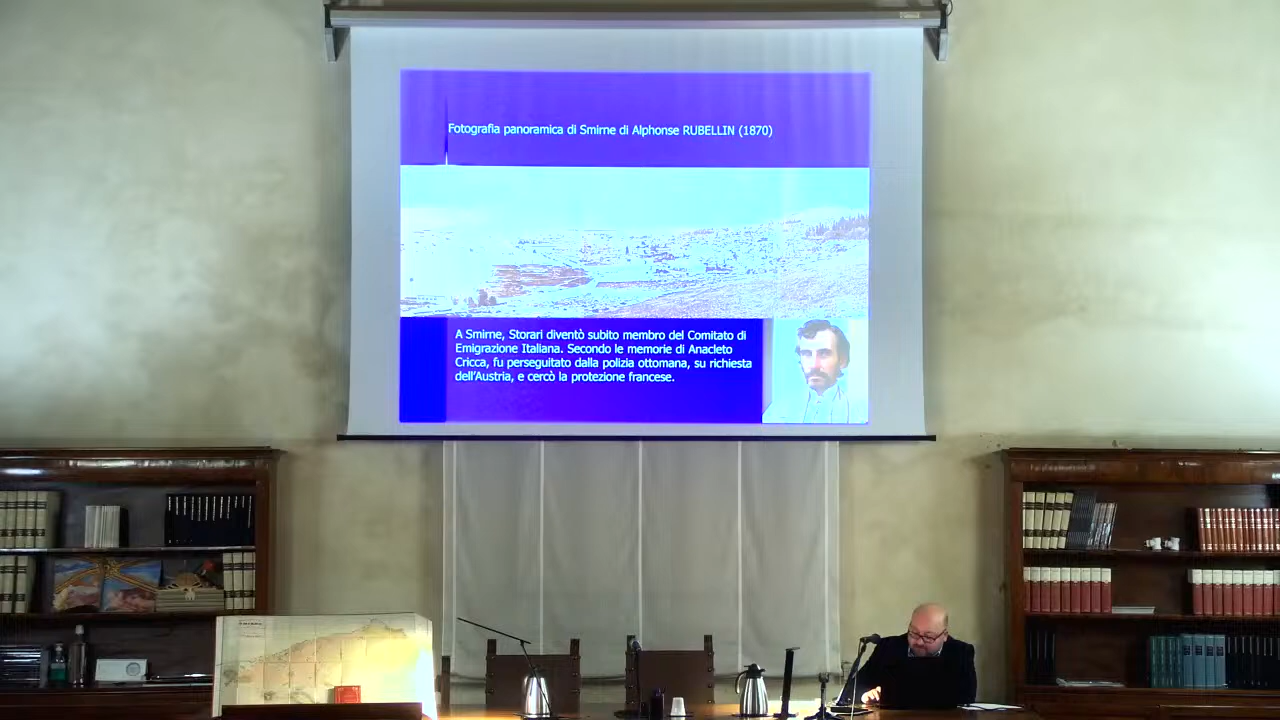 Fotografia panoramica di Smirne di Alphonse RUBELLIN (1870)
A Smirne, Storari diventò subito membro del Comitato di
Emigrazione Italiana. Secondo le memorie di Anacleto
Cricca, fu perseguitato dalla polizia ottomana, su richiesta
dell'Austria, e cercò la protezione francese.